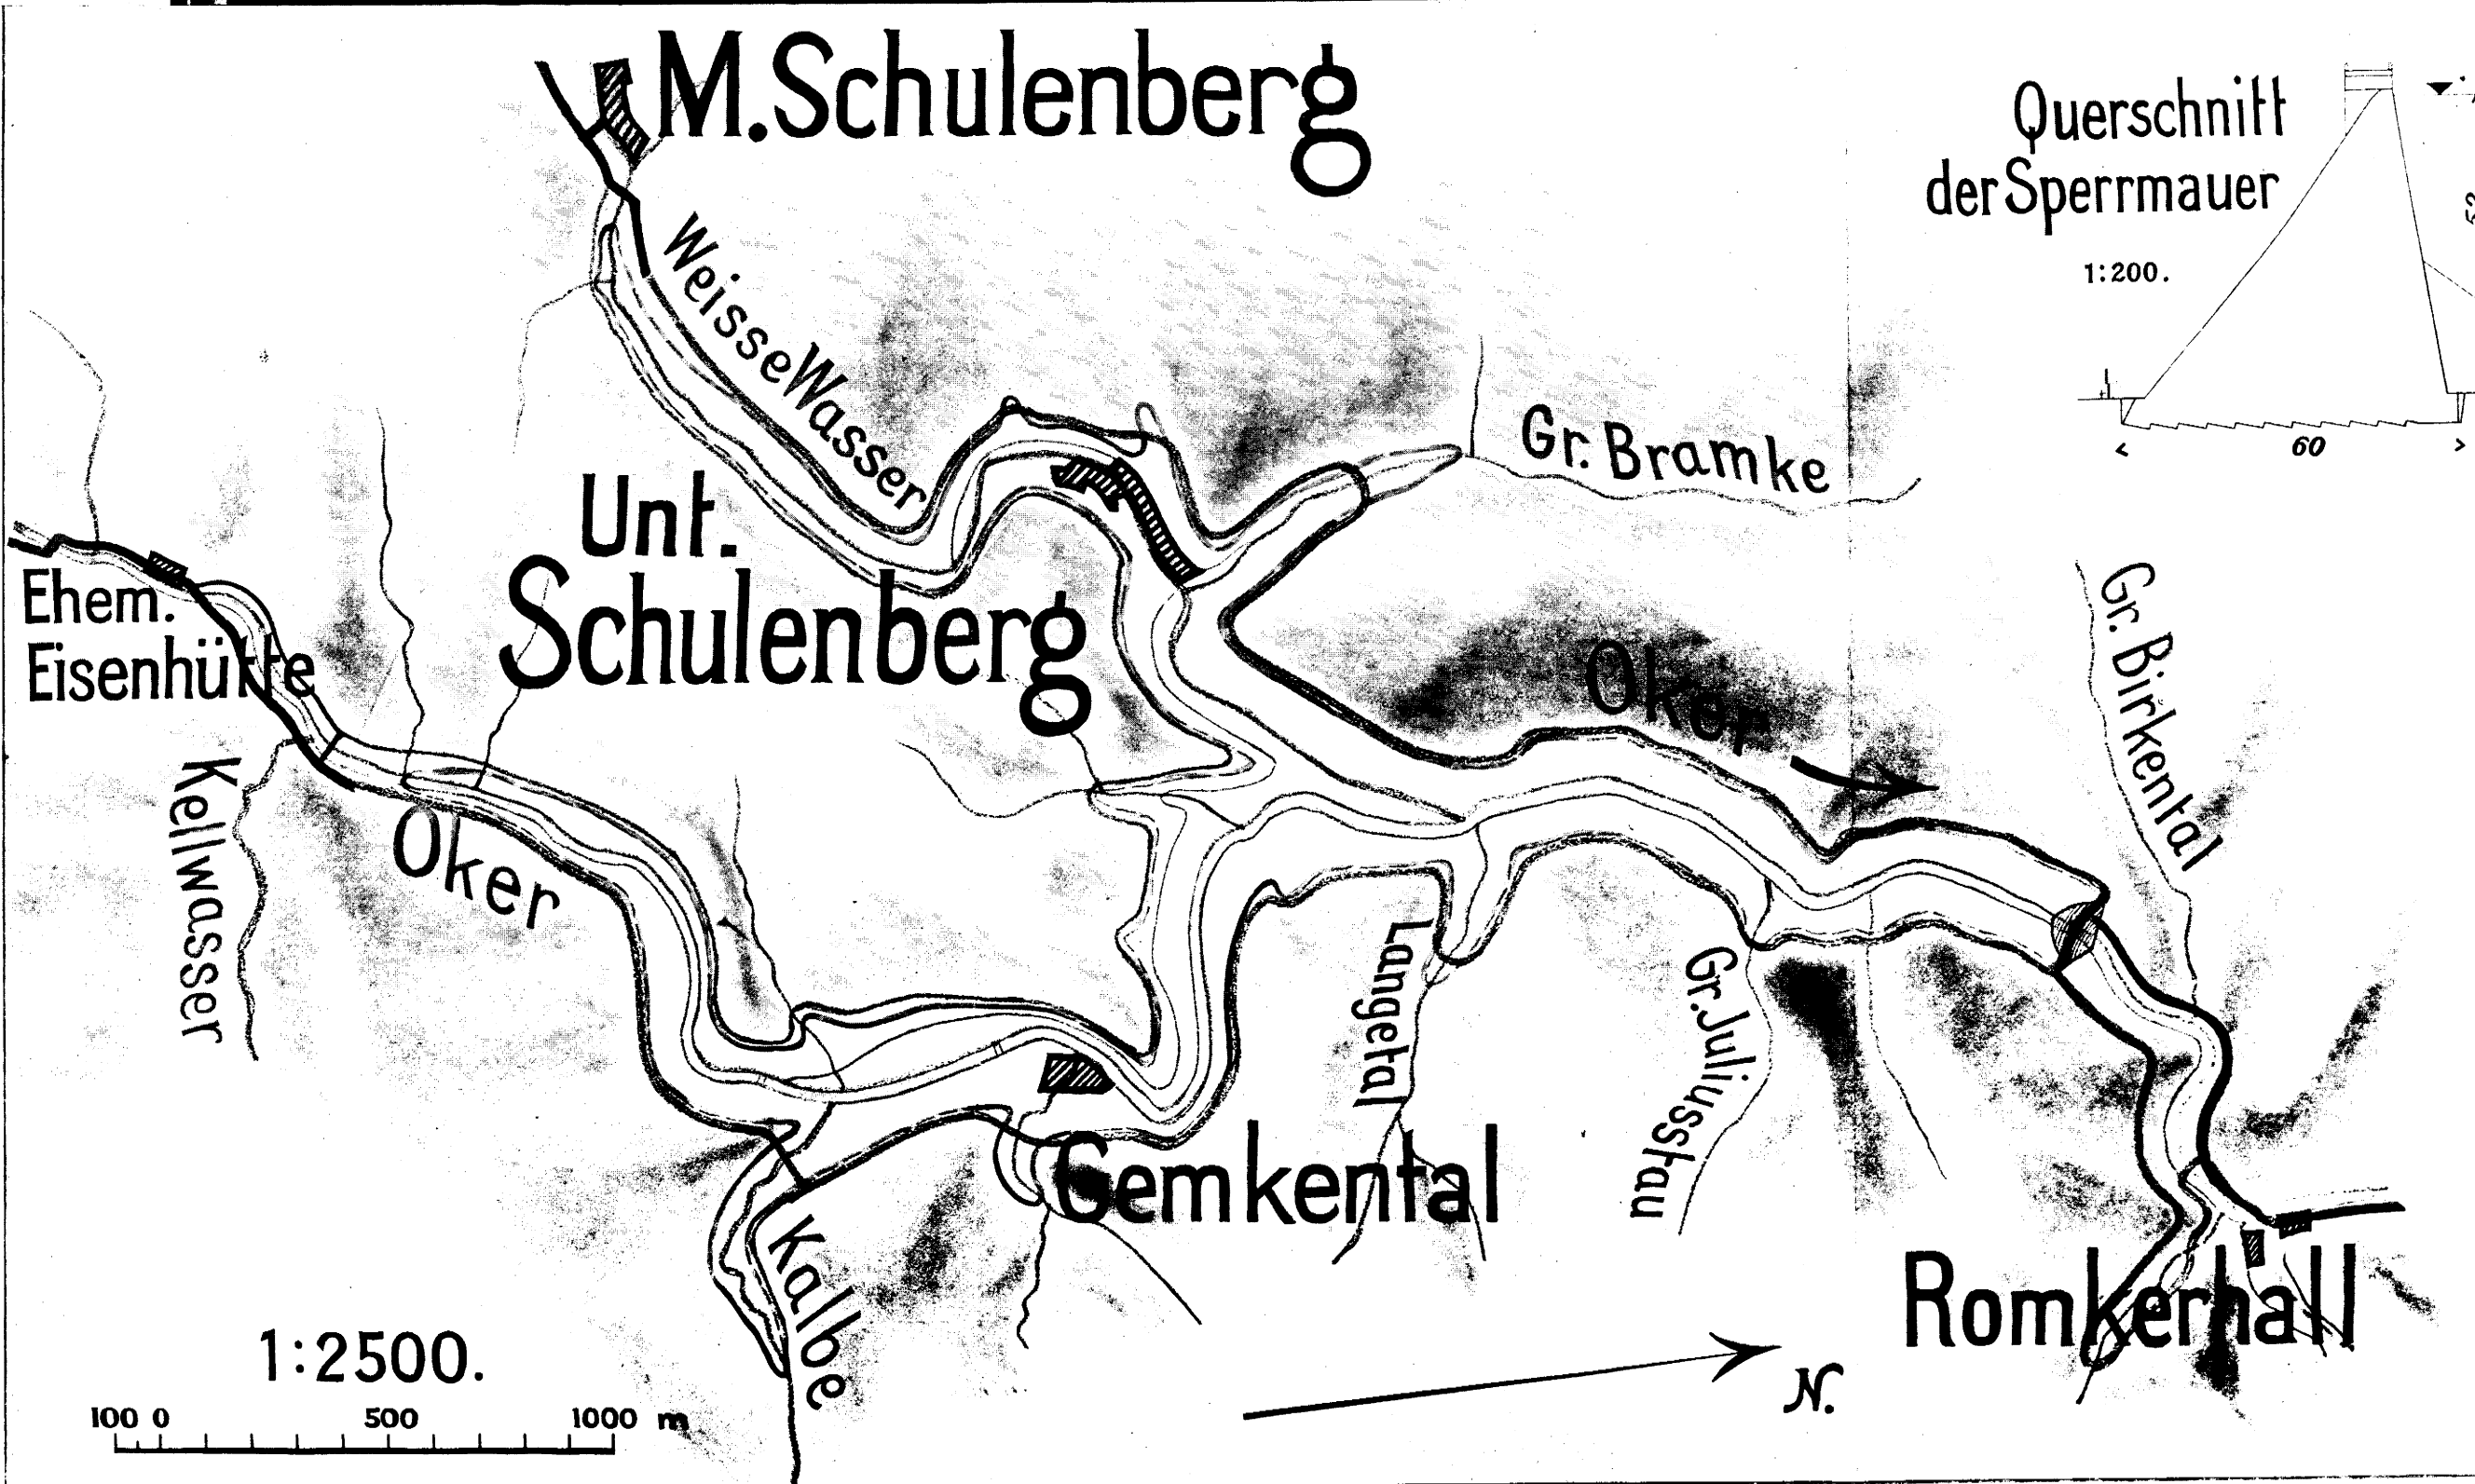 M. Schulenberg
Querschnitt
der Sperrmauer
1:200.
60
Weisse Wasser
Gr. Bramke
Unt.
Schulenberg
Ehem.
Eisenhütte
Oker
Gr. Birkental
Kellwasser
Oker
Langetal
Gr. Juliusstau
Gemkental
Kalbe
Romkerhall
1:2500.
100 0 500 1000 m
N.